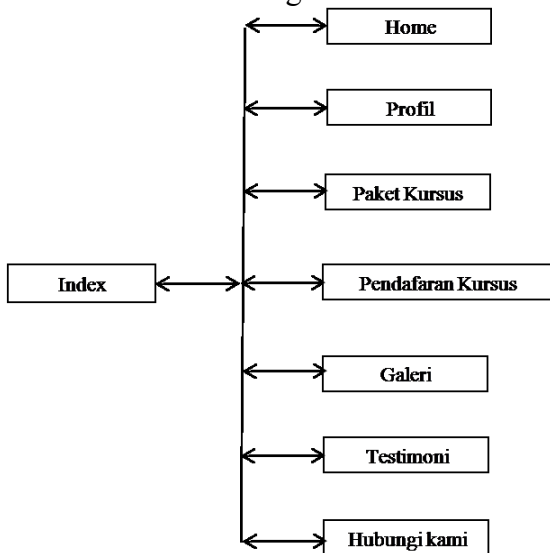 Home
Profil
Paket Kursus
Index
Pendafaran Kursus
Galeri
Testimoni
Hubungi kami